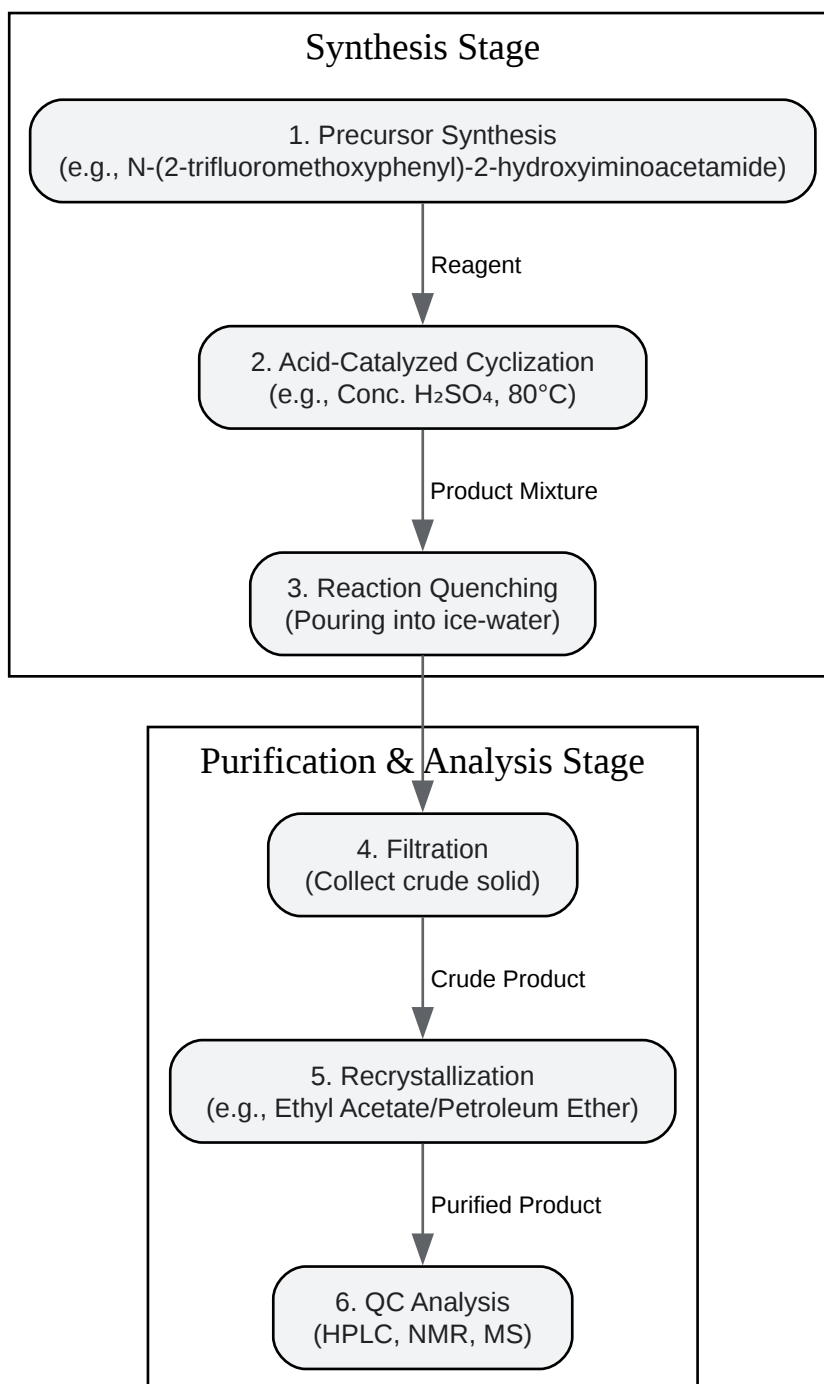 Synthesis Stage
1. Precursor Synthesis
(e.g., N-(2-trifluoromethoxyphenyl)-2-hydroxyiminoacetamide)
Reagent
2. Acid-Catalyzed Cyclization
(e.g., Conc. H₂SO₄, 80°C)
Product Mixture
3. Reaction Quenching
(Pouring into ice-water)
Purification & Analysis Stage
4. Filtration
(Collect crude solid)
Crude Product
5. Recrystallization
(e.g., Ethyl Acetate/Petroleum Ether)
Purified Product
6. QC Analysis
(HPLC, NMR, MS)